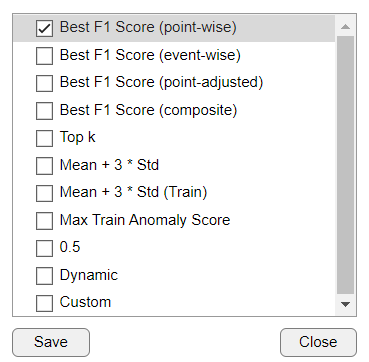 Best F1 Score (point-wise)
Best F1 Score (event-wise)
Best F1 Score (point-adjusted)
Best F1 Score (composite)
Top k
Mean + 3 * Std
Mean + 3 * Std (Train)
Max Train Anomaly Score
0.5
Dynamic
Custom
Save Close